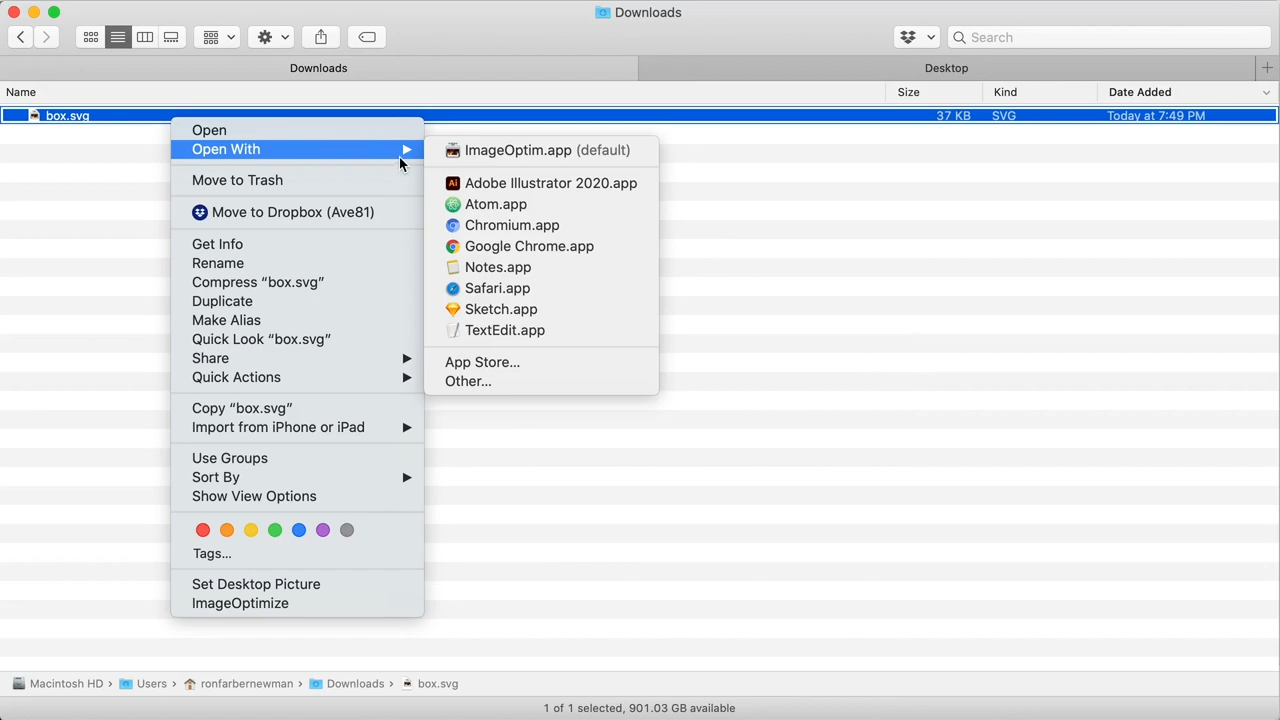 Downloads
Search
Downloads
Desktop
Name
Size
Kind
Date Added
box.svg
37 KB
SVG
Today at 7:49 PM
Open
Open With
Move to Trash
Move to Dropbox (Ave81)
Get Info
Rename
Compress “box.svg”
Duplicate
Make Alias
Quick Look “box.svg”
Share
Quick Actions
Copy “box.svg”
Import from iPhone or iPad
Use Groups
Sort By
Show View Options
Tags...
Set Desktop Picture
ImageOptimize
ImageOptim.app (default)
Ai Adobe Illustrator 2020.app
Atom.app
Chromium.app
Google Chrome.app
Notes.app
Safari.app
Sketch.app
TextEdit.app
App Store...
Other...
Macintosh HD › Users › ronfarbernewman › Downloads › box.svg
1 of 1 selected, 901.03 GB available